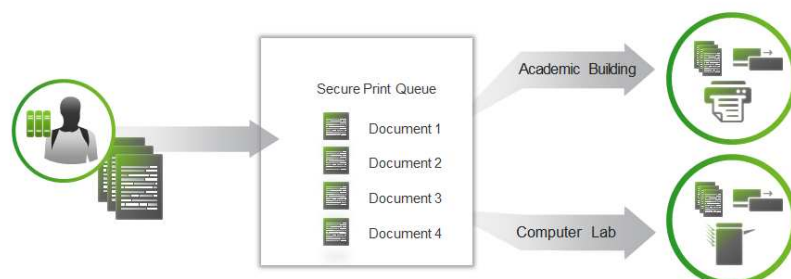 Secure Print Queue
Document 1
Document 2
Document 3
Document 4
Academic Building
Computer Lab